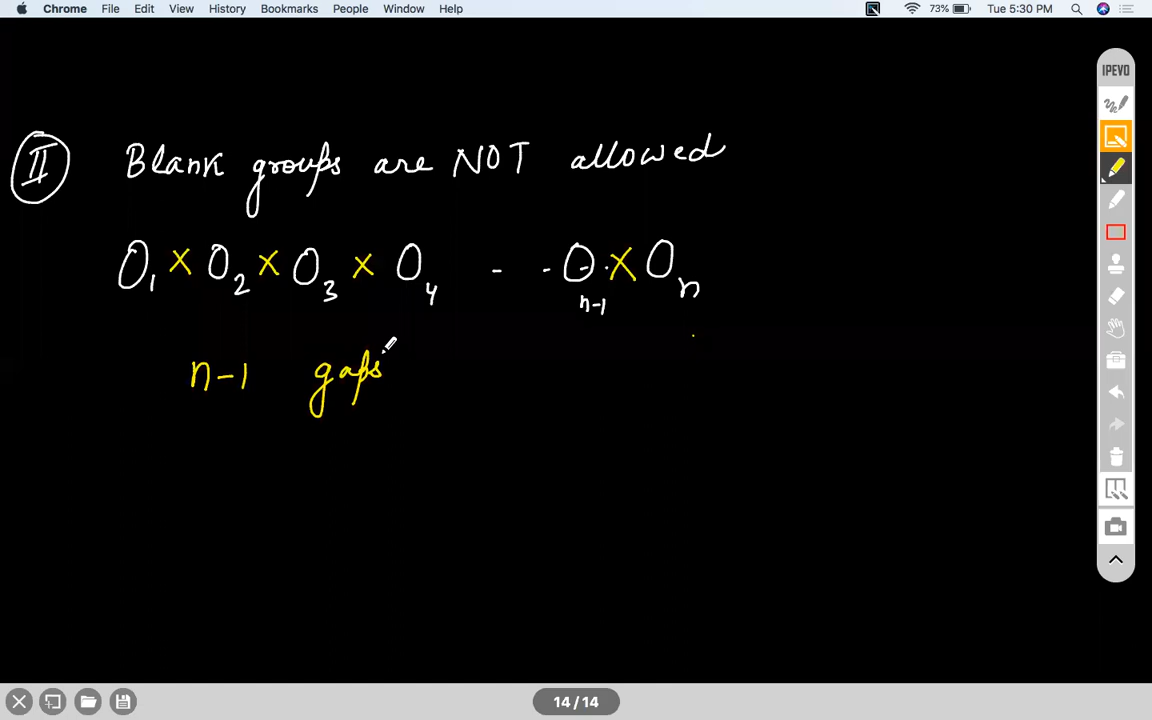 Chrome File Edit View History Bookmarks People Window Help 73% Tue 5:30 PM
IPEVO
II Blank groups are NOT allowed
O₁ × O₂ × O₃ × O₄ - - Oₙ₋₁ × Oₙ
n-1 gaps
14/14